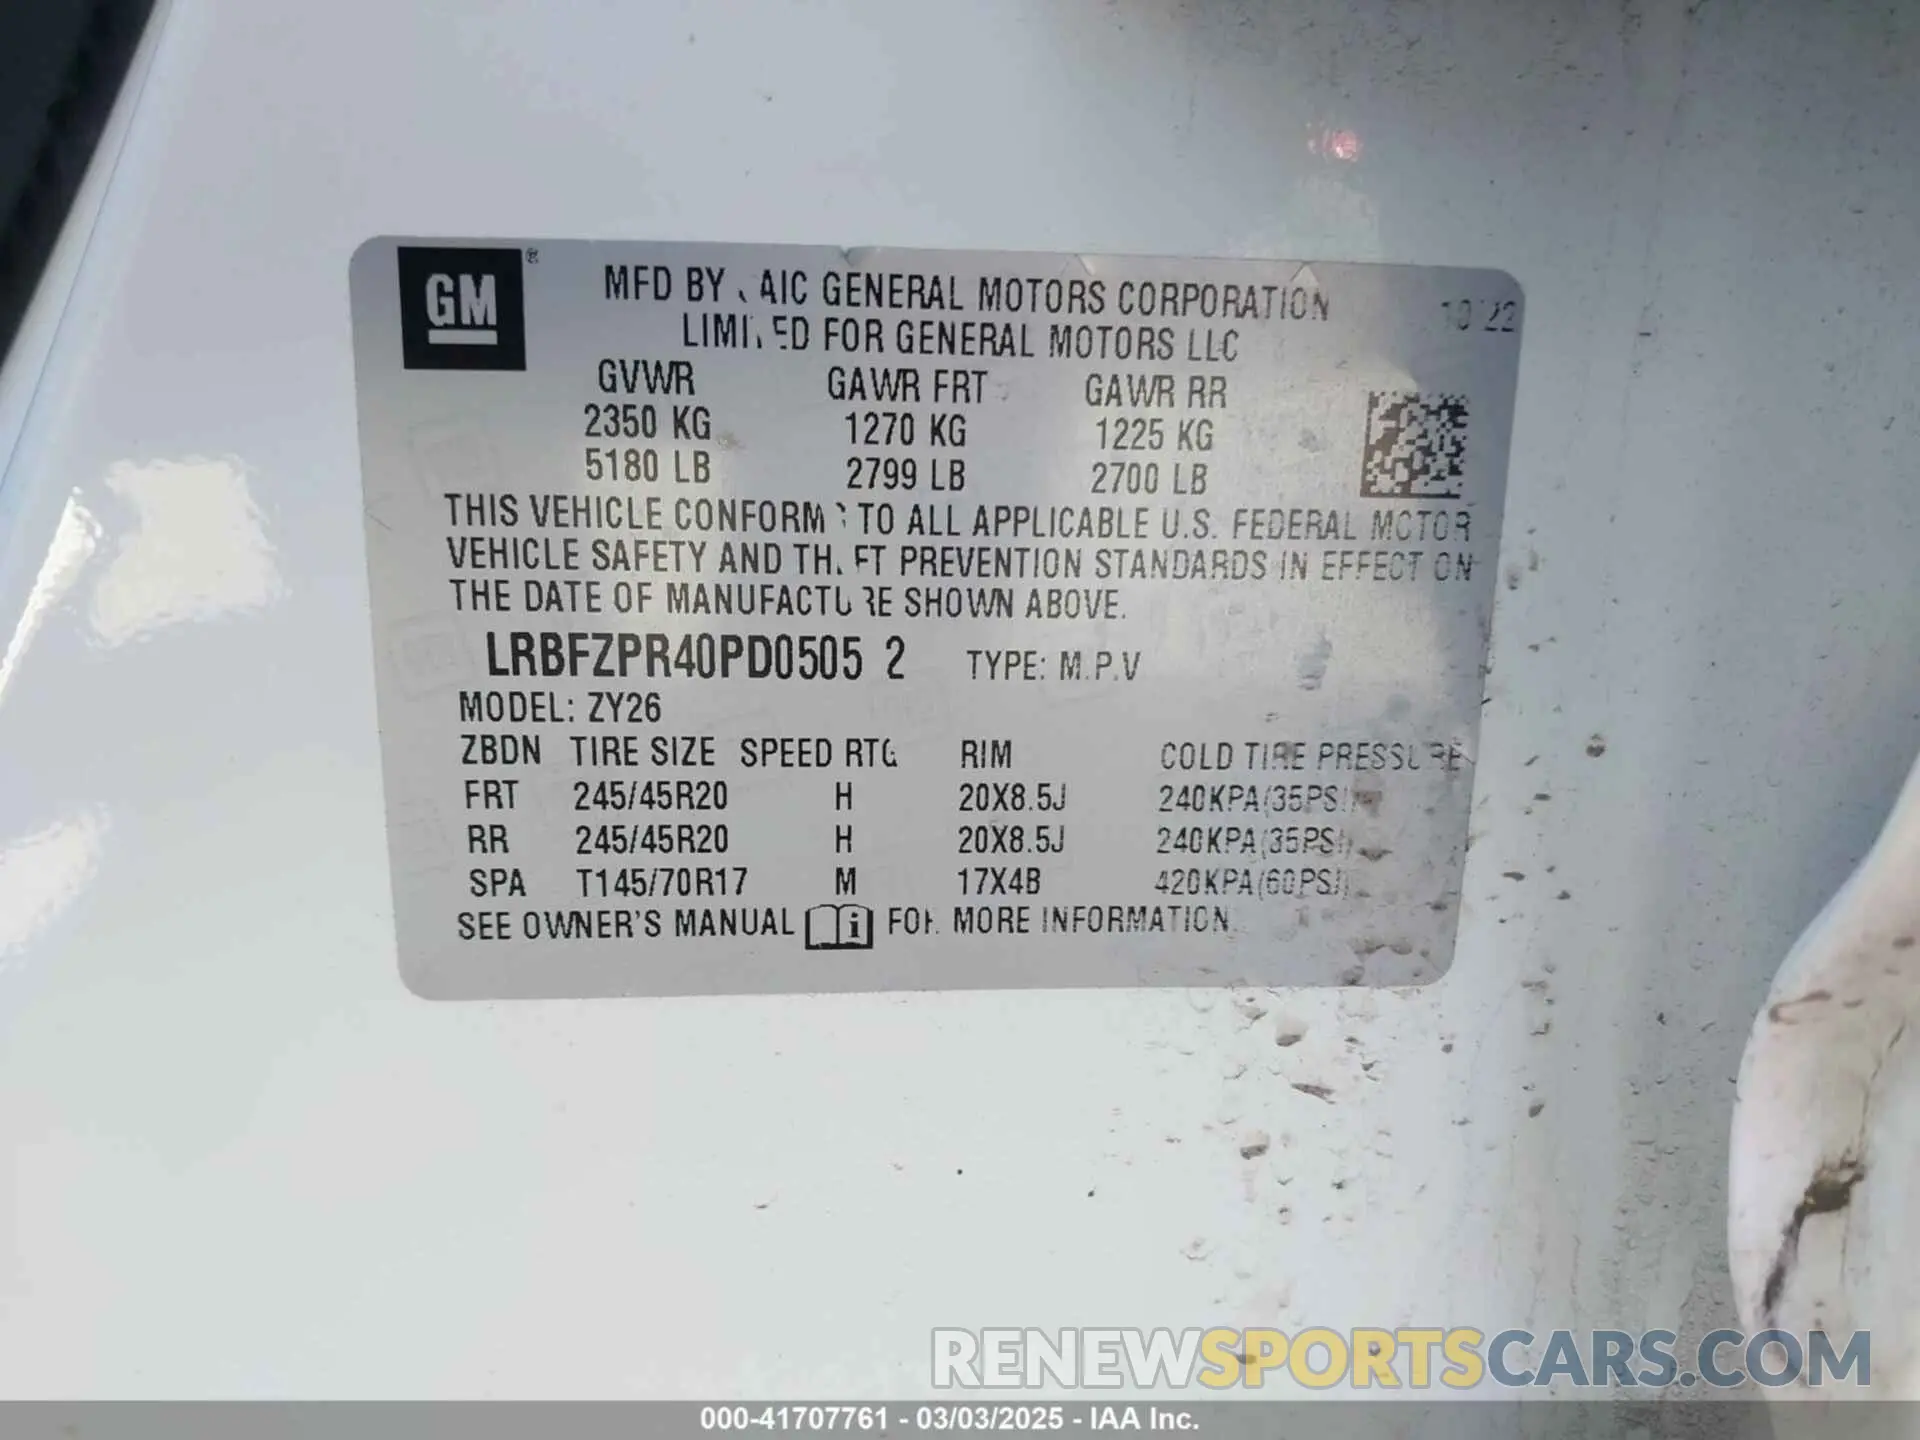 GM®
MFD BY AIC GENERAL MOTORS CORPORATION 10/22
LIMITED FOR GENERAL MOTORS LLC
GVWR GAWR FRT GAWR RR
2350 KG 1270 KG 1225 KG
5180 LB 2799 LB 2700 LB
THIS VEHICLE CONFORMS TO ALL APPLICABLE U.S. FEDERAL MOTOR
VEHICLE SAFETY AND THEFT PREVENTION STANDARDS IN EFFECT ON
THE DATE OF MANUFACTURE SHOWN ABOVE.
LRBFZPR40PD0505 2 TYPE: M.P.V
MODEL: ZY26
ZBDN TIRE SIZE SPEED RTG RIM COLD TIRE PRESSURE
FRT 245/45R20 H 20X8.5J 240KPA(35PSI)
RR 245/45R20 H 20X8.5J 240KPA(35PSI)
SPA T145/70R17 M 17X4B 420KPA(60PSI)
SEE OWNER'S MANUAL FOR MORE INFORMATION.
RENEWSPORTSCARS.COM
000-41707761 - 03/03/2025 - IAA Inc.